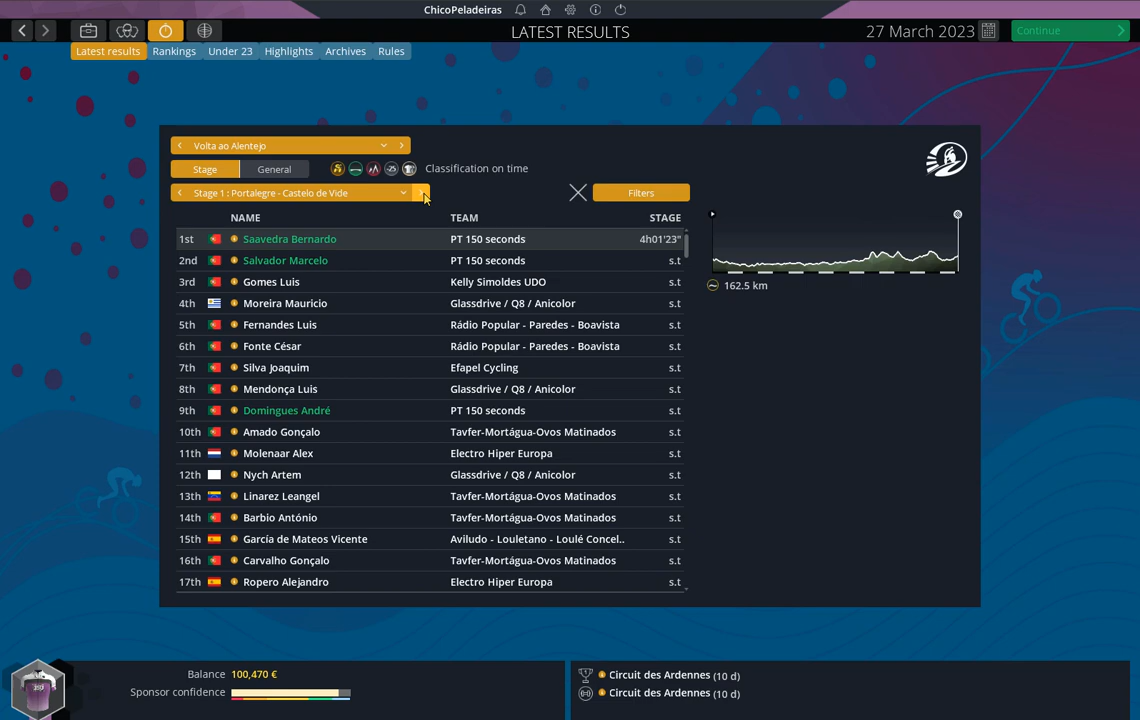 ChicoPeladeiras
LATEST RESULTS
27 March 2023
Continue
Latest results Rankings Under 23 Highlights Archives Rules
Volta ao Alentejo
Stage General Classification on time
Stage 1 : Portalegre - Castelo de Vide
Filters
NAME TEAM STAGE
1st Saavedra Bernardo PT 150 seconds 4h01'23"
2nd Salvador Marcelo PT 150 seconds s.t
3rd Gomes Luis Kelly Simoldes UDO s.t
4th Moreira Mauricio Glassdrive / Q8 / Anicolor s.t
5th Fernandes Luis Rádio Popular - Paredes - Boavista s.t
6th Fonte César Rádio Popular - Paredes - Boavista s.t
7th Silva Joaquim Efapel Cycling s.t
8th Mendonça Luis Glassdrive / Q8 / Anicolor s.t
9th Domingues André PT 150 seconds s.t
10th Amado Gonçalo Tavfer-Mortágua-Ovos Matinados s.t
11th Molenaar Alex Electro Hiper Europa s.t
12th Nych Artem Glassdrive / Q8 / Anicolor s.t
13th Linarez Leangel Tavfer-Mortágua-Ovos Matinados s.t
14th Barbio António Tavfer-Mortágua-Ovos Matinados s.t
15th García de Mateos Vicente Aviludo - Louletano - Loulé Concel.. s.t
16th Carvalho Gonçalo Tavfer-Mortágua-Ovos Matinados s.t
17th Ropero Alejandro Electro Hiper Europa s.t
162.5 km
Balance 100,470 €
Sponsor confidence
Circuit des Ardennes (10 d)
Circuit des Ardennes (10 d)